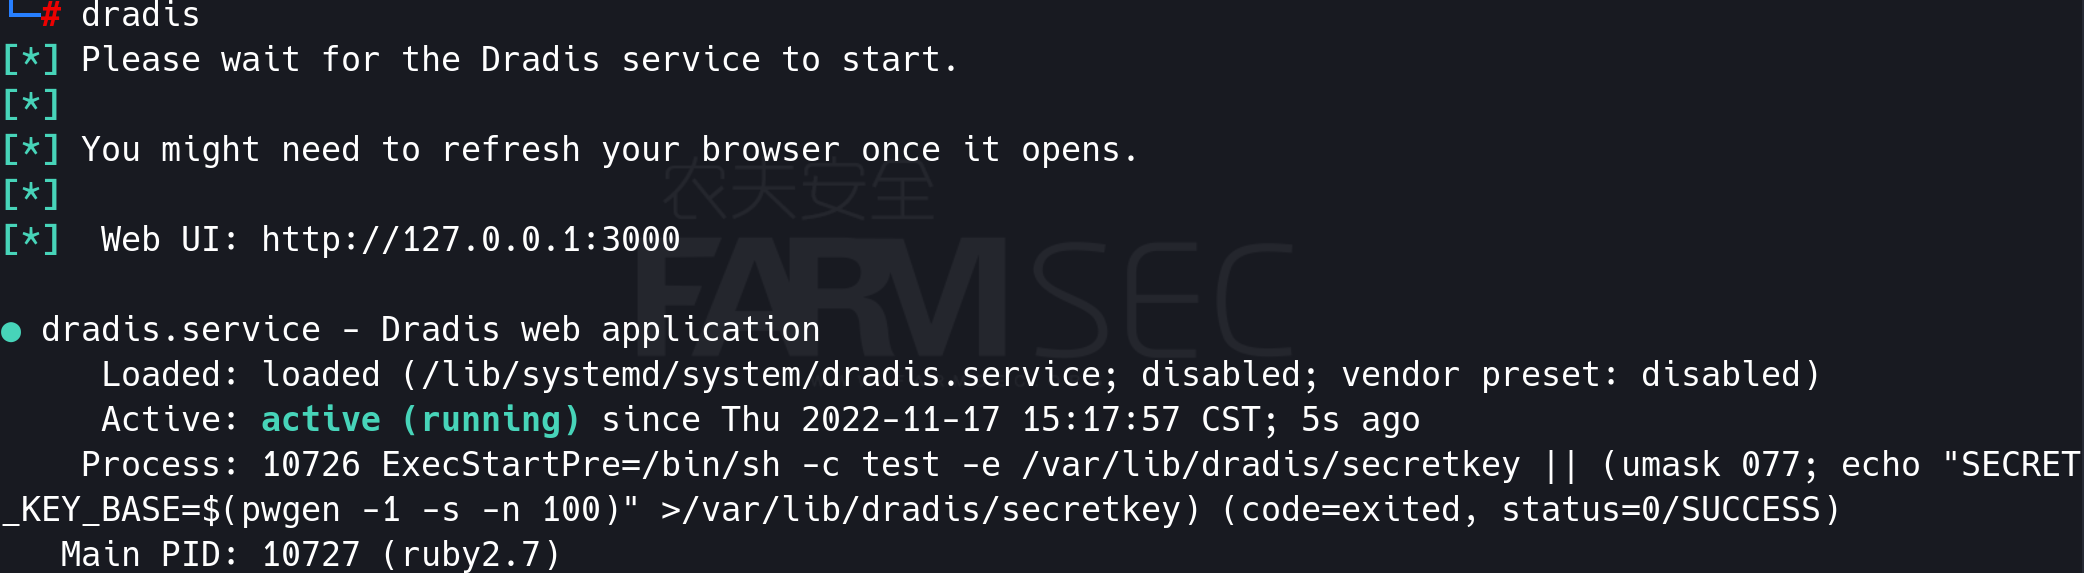 └─# dradis
[*] Please wait for the Dradis service to start.
[*]
[*] You might need to refresh your browser once it opens.
[*]
[*]  Web UI: http://127.0.0.1:3000
农夫安全
FARM SEC
● dradis.service - Dradis web application
     Loaded: loaded (/lib/systemd/system/dradis.service; disabled; vendor preset: disabled)
     Active: active (running) since Thu 2022-11-17 15:17:57 CST; 5s ago
    Process: 10726 ExecStartPre=/bin/sh -c test -e /var/lib/dradis/secretkey || (umask 077; echo "SECRET
_KEY_BASE=$(pwgen -1 -s -n 100)" >/var/lib/dradis/secretkey) (code=exited, status=0/SUCCESS)
   Main PID: 10727 (ruby2.7)